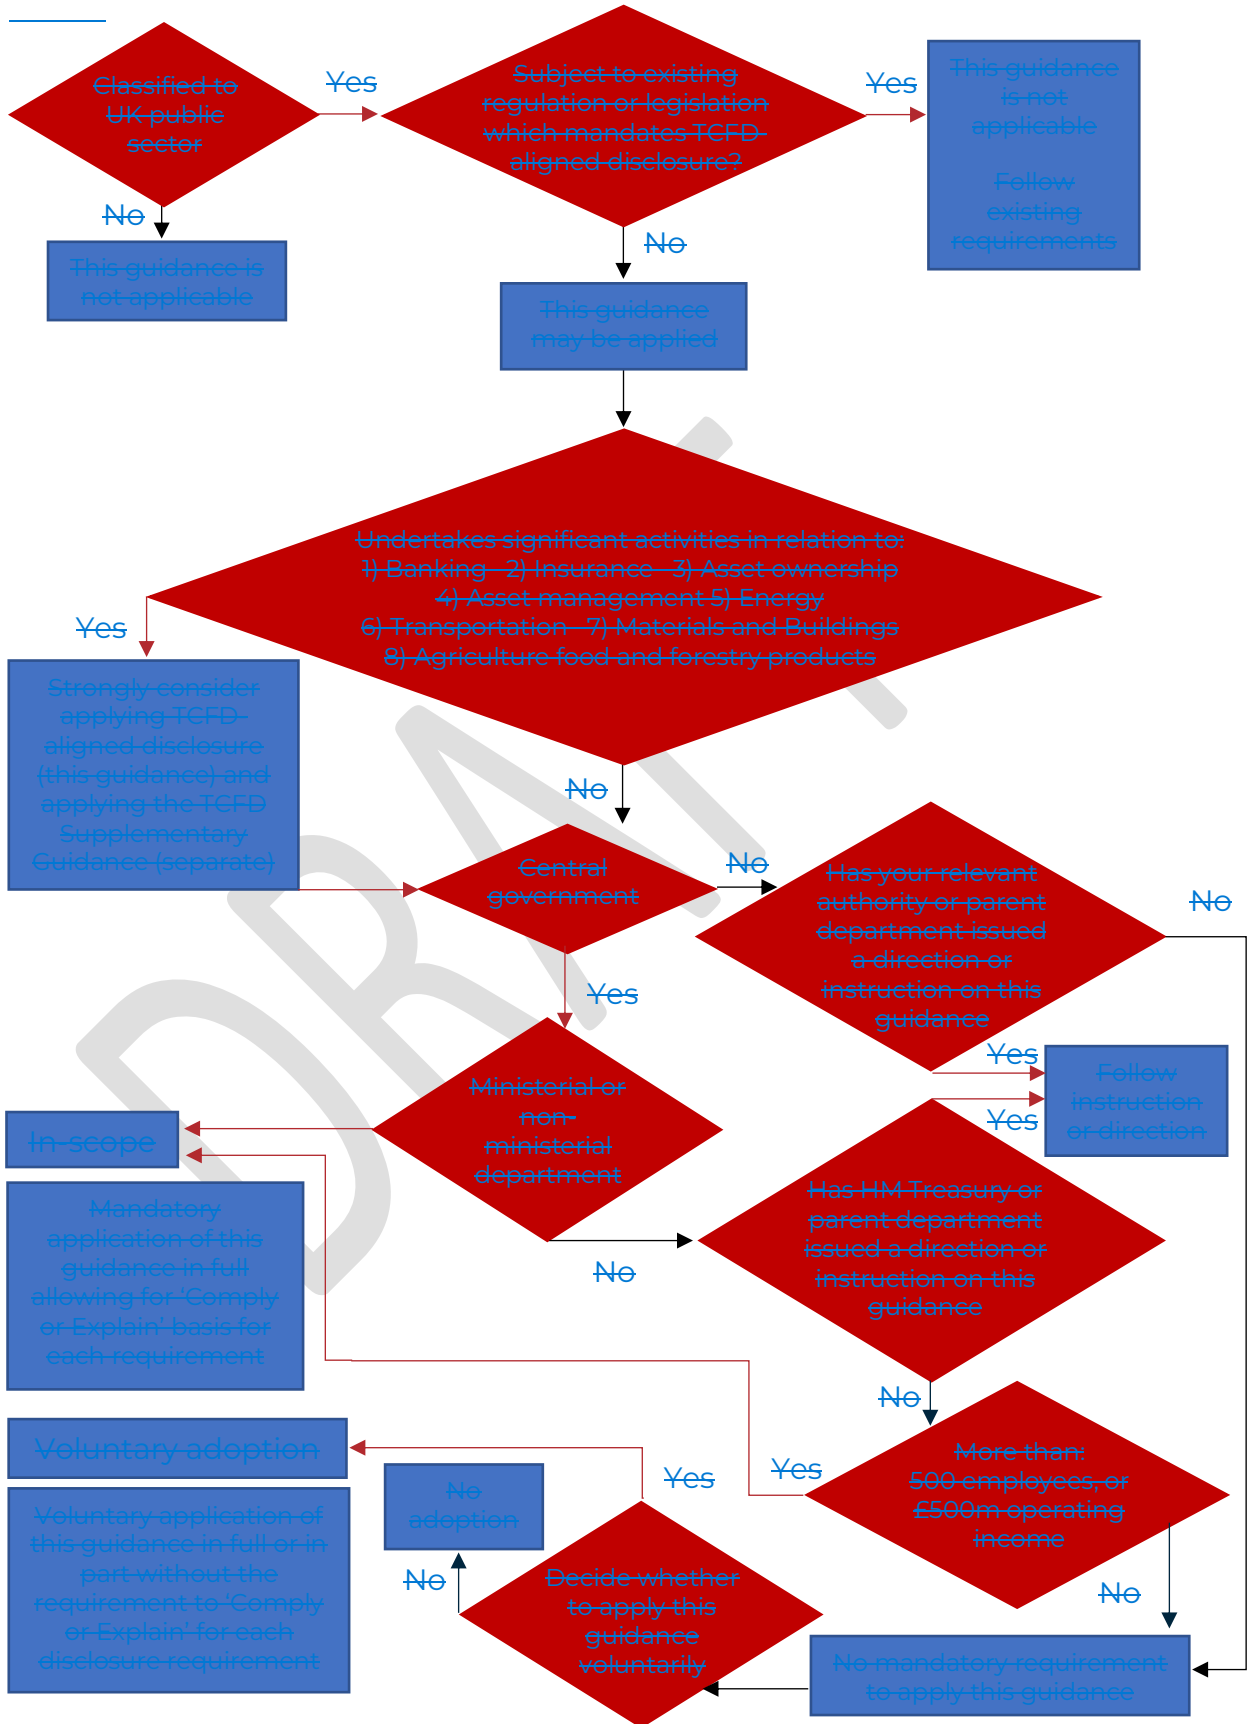 Classified to
UK public
sector
Yes
Subject to existing
regulation or legislation
which mandates TCFD-
aligned disclosure?
Yes
This guidance
is not
applicable
Follow
existing
requirements
No
This guidance is
not applicable
No
This guidance
may be applied
Undertakes significant activities in relation to:
1) Banking 2) Insurance 3) Asset ownership
4) Asset management 5) Energy
6) Transportation 7) Materials and Buildings
8) Agriculture food and forestry products
Yes
Strongly consider
applying TCFD-
aligned disclosure
(this guidance) and
applying the TCFD
Supplementary
Guidance (separate)
No
Central
government
No
Has your relevant
authority or parent
department issued
a direction or
instruction on this
guidance
No
Yes
Yes
Follow
instruction
or direction
Yes
Ministerial or
non-
ministerial
department
In-scope
Mandatory
application of this
guidance in full
allowing for ‘Comply
or Explain’ basis for
each requirement
No
Has HM Treasury or
parent department
issued a direction or
instruction on this
guidance
No
More than:
500 employees, or
£500m operating
income
Yes
No
Voluntary adoption
Voluntary application of
this guidance in full or in
part without the
requirement to ‘Comply
or Explain’ for each
disclosure requirement
No
adoption
Yes
No
Decide whether
to apply this
guidance
voluntarily
No mandatory requirement
to apply this guidance
DRAFT